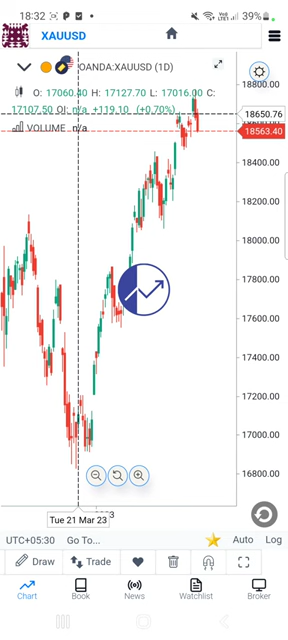 18:32
39%
XAUUSD
OANDA:XAUUSD (1D)
O: 17060.40 H: 17127.70 L: 17016.00 C:
17107.50 OI: n/a +119.10 (+0.70%)
VOLUME n/a
18800.00
18650.76
18563.40
18400.00
18200.00
18000.00
17800.00
17600.00
17400.00
17200.00
17000.00
16800.00
Tue 21 Mar 23
UTC+05:30 Go To... Auto Log
Draw Trade
Chart Book News Watchlist Broker